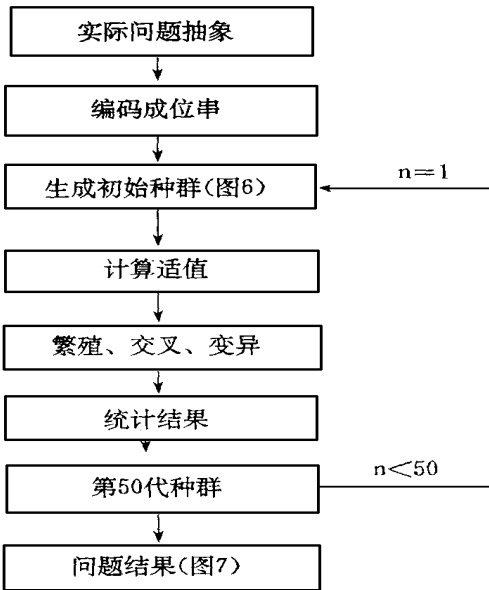 实际问题抽象
编码成位串
生成初始种群(图6)
n=1
计算适值
繁殖、交叉、变异
统计结果
第50代种群
n<50
问题结果(图7)